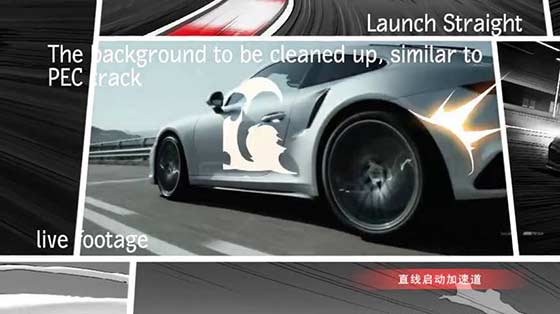 Launch Straight
The background to be cleaned up, similar to
PEC track
live footage
直线启动加速道